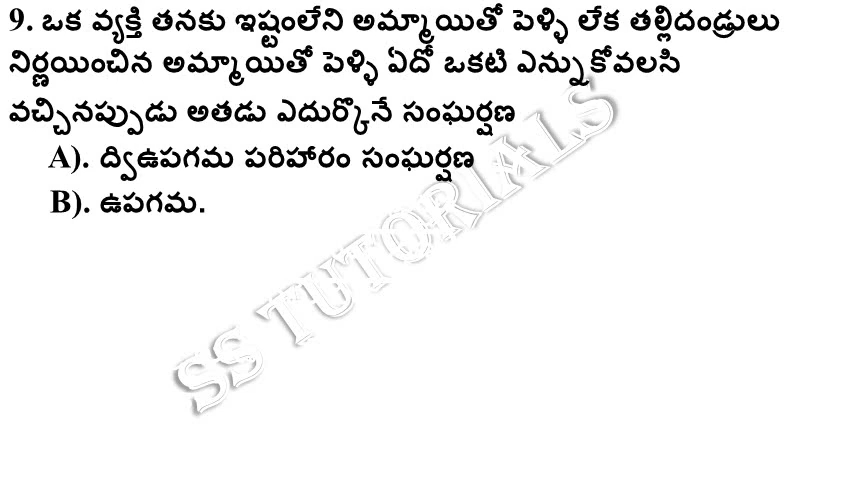 9. ఒక వ్యక్తి తనకు ఇష్టంలేని అమ్మాయితో పెళ్ళి లేక తల్లిదండ్రులు
నిర్ణయించిన అమ్మాయితో పెళ్ళి ఏదో ఒకటి ఎన్నుకోవలసి
వచ్చినప్పుడు అతడు ఎదుర్కొనే సంఘర్షణ
A). ద్విఉపగమ పరిహారం సంఘర్షణ
B). ఉపగమ.
SS TUTORIALS